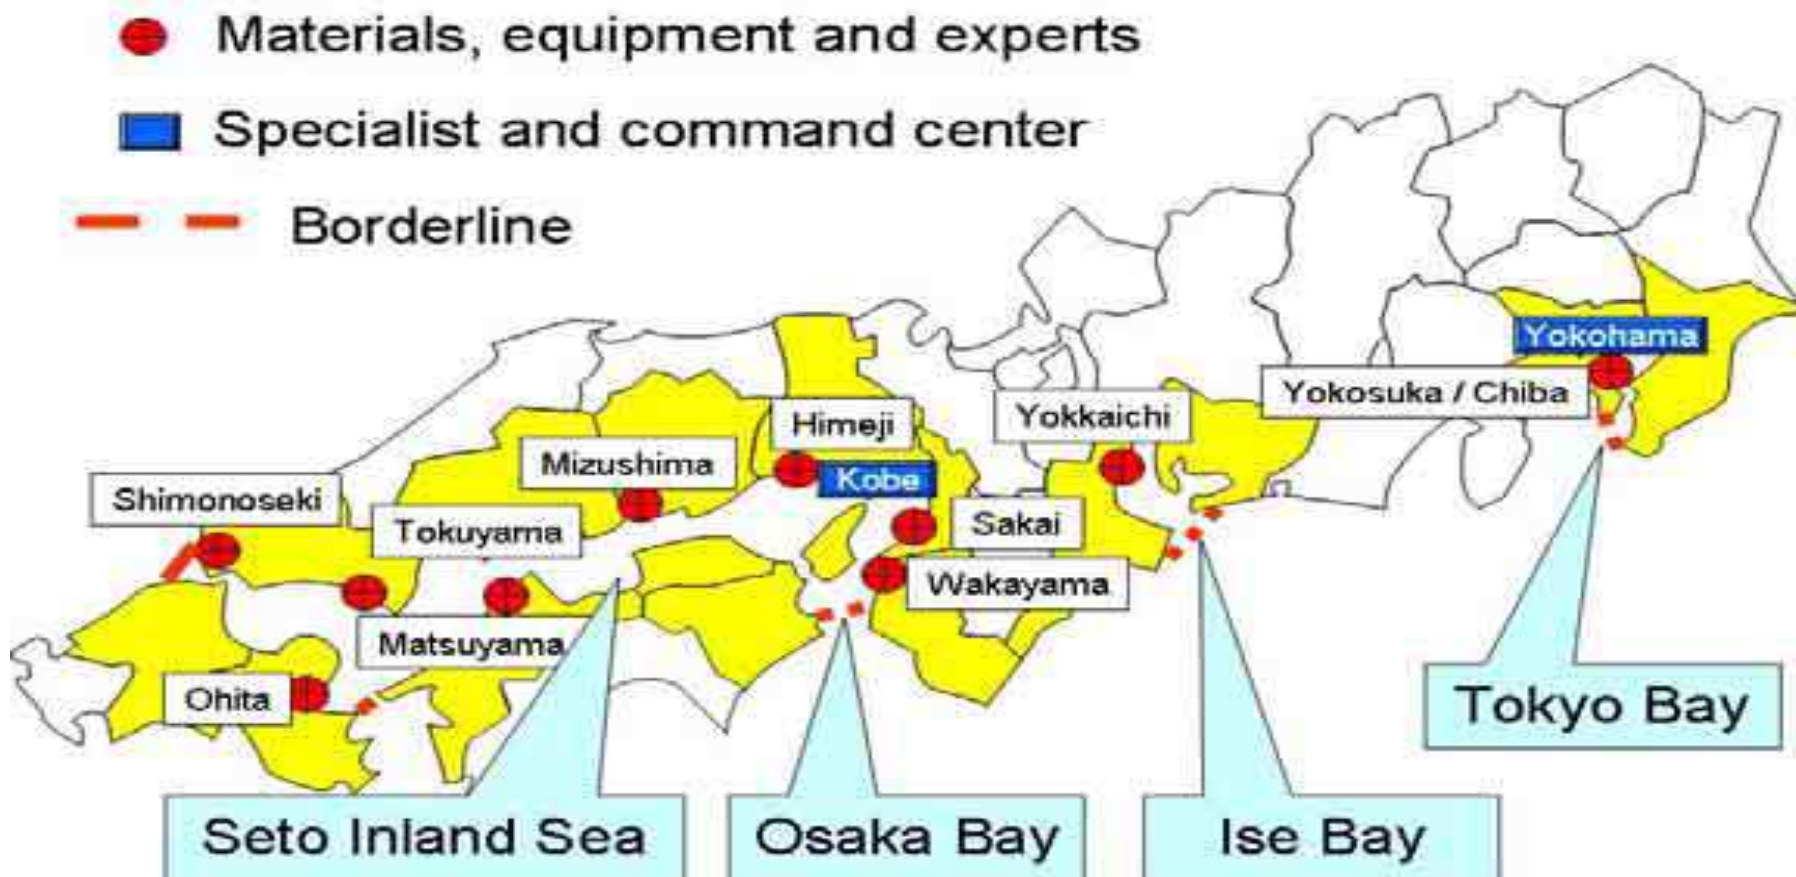 Materials, equipment and experts
Specialist and command center
Borderline
Yokohama
Yokosuka / Chiba
Yokkaichi
Himeji
Mizushima
Kobe
Shimonoseki
Tokuyama
Sakai
Wakayama
Matsuyama
Ohita
Tokyo Bay
Seto Inland Sea
Osaka Bay
Ise Bay